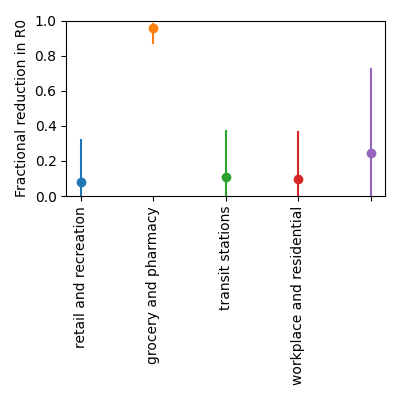 Fractional reduction in R0
1.0
0.8
0.6
0.4
0.2
0.0
retail and recreation
grocery and pharmacy
transit stations
workplace and residential